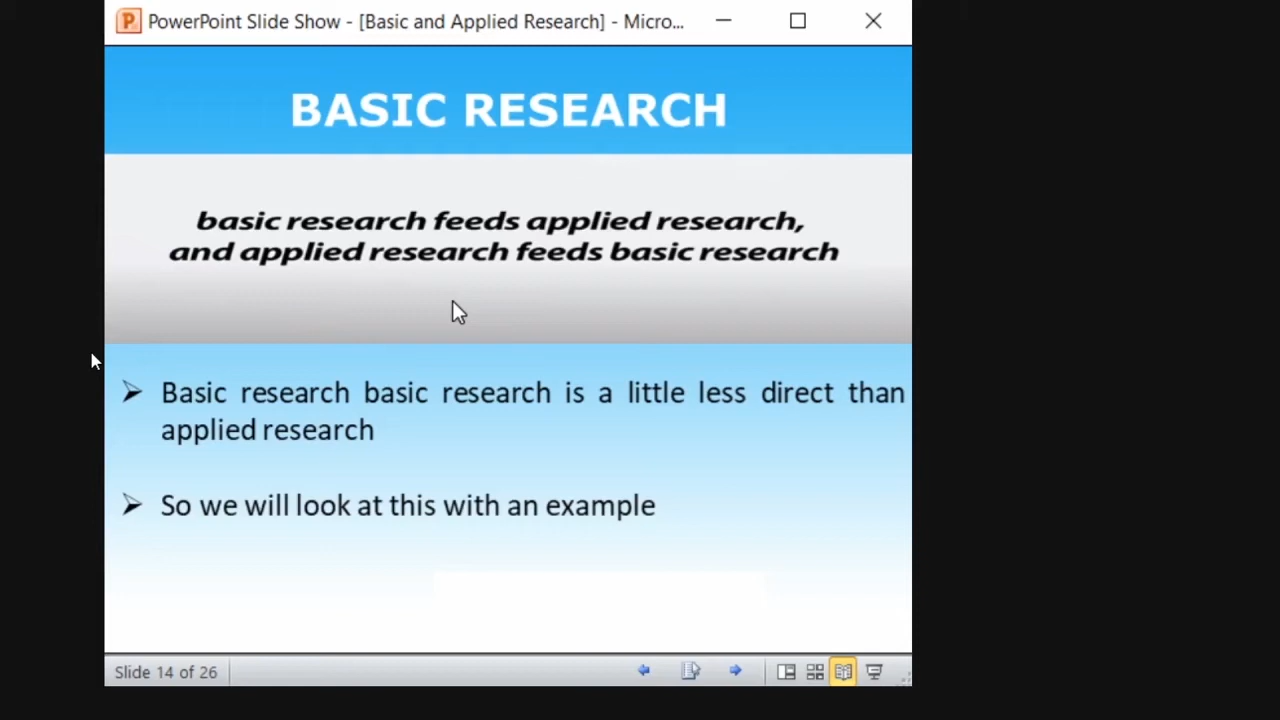 PowerPoint Slide Show - [Basic and Applied Research] - Micro...
BASIC RESEARCH
basic research feeds applied research,
and applied research feeds basic research
Basic research basic research is a little less direct than
applied research
So we will look at this with an example
Slide 14 of 26